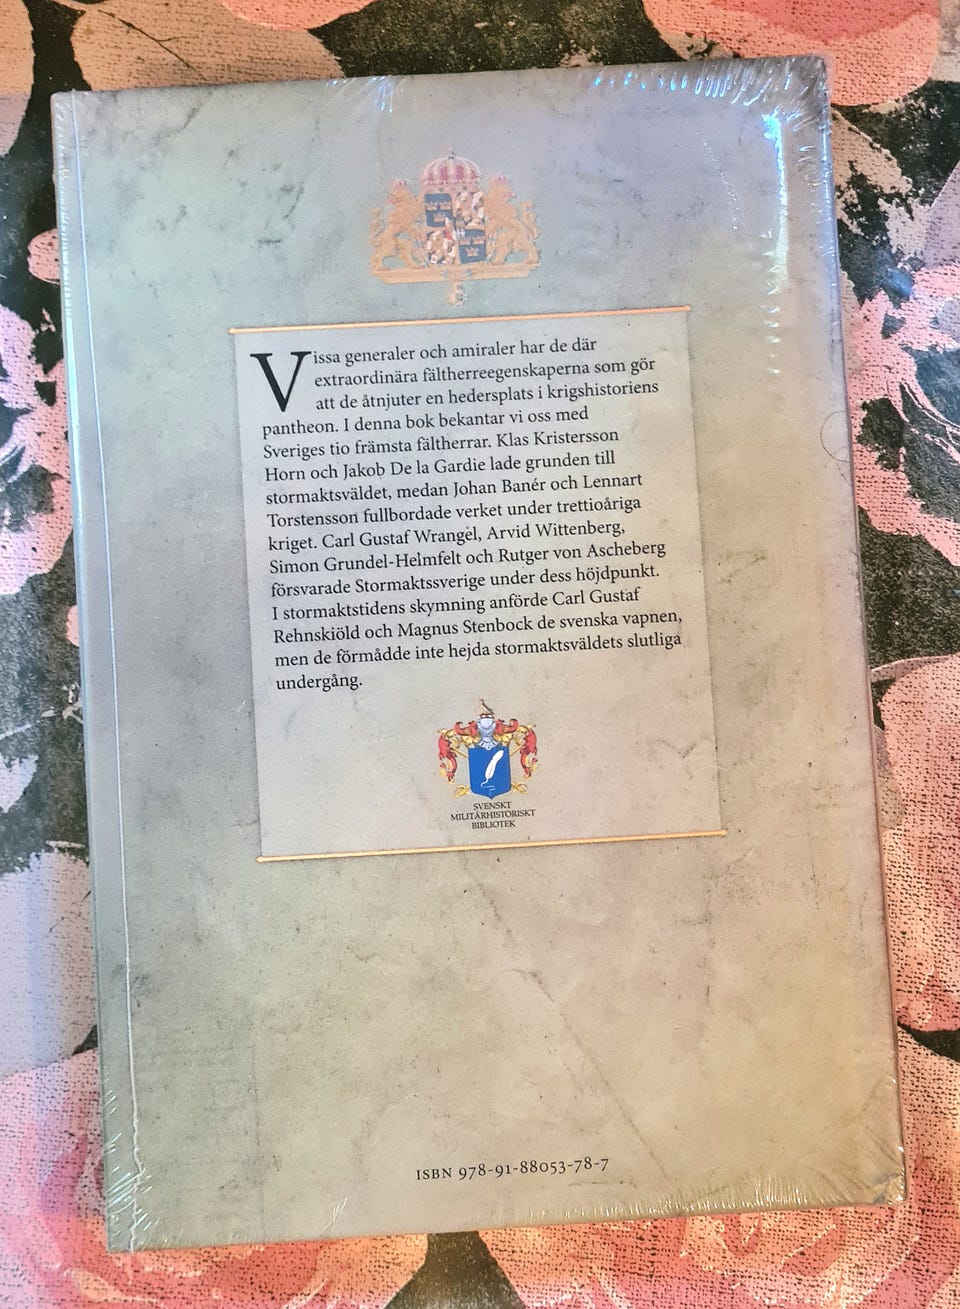 Vissa generaler och amiraler har de där
extraordinära fältherreegenskaperna som gör
att de åtnjuter en hedersplats i krigshistoriens
pantheon. I denna bok bekantar vi oss med
Sveriges tio främsta fältherrar. Klas Kristersson
Horn och Jakob De la Gardie lade grunden till
stormaktsväldet, medan Johan Banér och Lennart
Torstensson fullbordade verket under trettioåriga
kriget. Carl Gustaf Wrangel, Arvid Wittenberg,
Simon Grundel-Helmfelt och Rutger von Ascheberg
försvarade Stormaktssverige under dess höjdpunkt.
I stormaktstidens skymning anförde Carl Gustaf
Rehnskiöld och Magnus Stenbock de svenska vapnen,
men de förmådde inte hejda stormaktsväldets slutliga
undergång.
SVENSKT
MILITÄRHISTORISKT
BIBLIOTEK
ISBN 978-91-88053-78-7